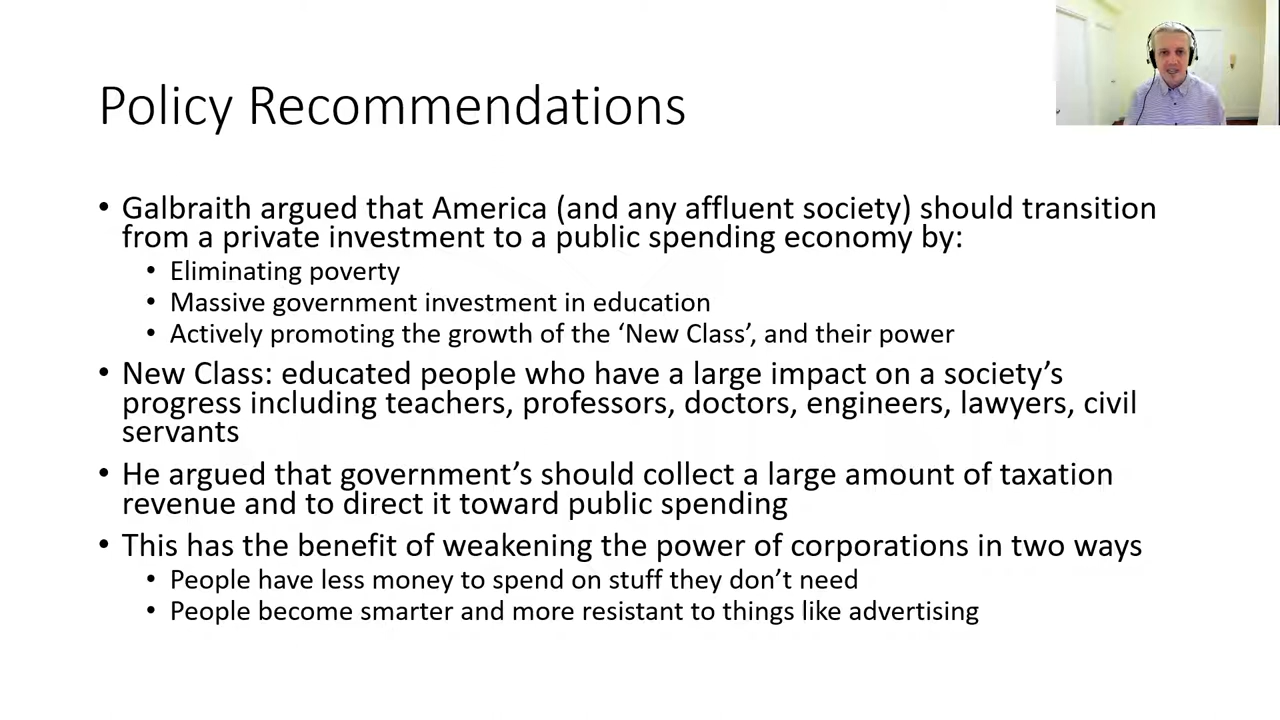 Policy Recommendations
• Galbraith argued that America (and any affluent society) should transition
from a private investment to a public spending economy by:
• Eliminating poverty
• Massive government investment in education
• Actively promoting the growth of the ‘New Class’, and their power
• New Class: educated people who have a large impact on a society’s
progress including teachers, professors, doctors, engineers, lawyers, civil
servants
• He argued that government’s should collect a large amount of taxation
revenue and to direct it toward public spending
• This has the benefit of weakening the power of corporations in two ways
• People have less money to spend on stuff they don’t need
• People become smarter and more resistant to things like advertising